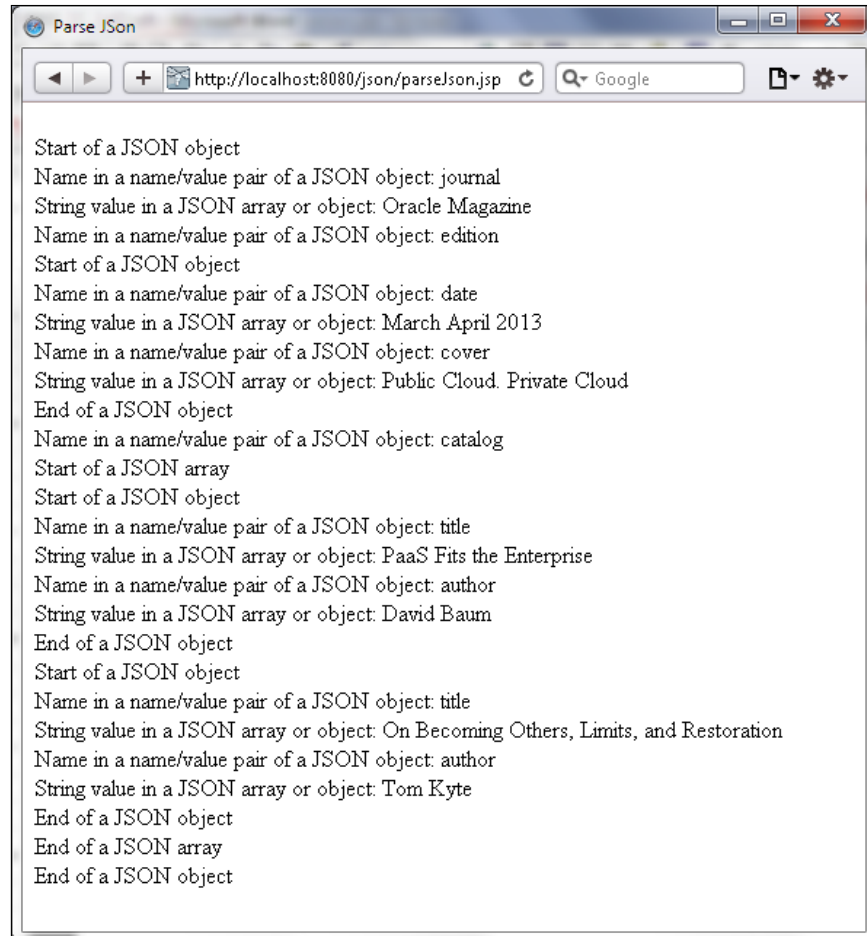 Parse JSon
http://localhost:8080/json/parseJson.jsp
Google
Start of a JSON object
Name in a name/value pair of a JSON object: journal
String value in a JSON array or object: Oracle Magazine
Name in a name/value pair of a JSON object: edition
Start of a JSON object
Name in a name/value pair of a JSON object: date
String value in a JSON array or object: March April 2013
Name in a name/value pair of a JSON object: cover
String value in a JSON array or object: Public Cloud. Private Cloud
End of a JSON object
Name in a name/value pair of a JSON object: catalog
Start of a JSON array
Start of a JSON object
Name in a name/value pair of a JSON object: title
String value in a JSON array or object: PaaS Fits the Enterprise
Name in a name/value pair of a JSON object: author
String value in a JSON array or object: David Baum
End of a JSON object
Start of a JSON object
Name in a name/value pair of a JSON object: title
String value in a JSON array or object: On Becoming Others, Limits, and Restoration
Name in a name/value pair of a JSON object: author
String value in a JSON array or object: Tom Kyte
End of a JSON object
End of a JSON array
End of a JSON object